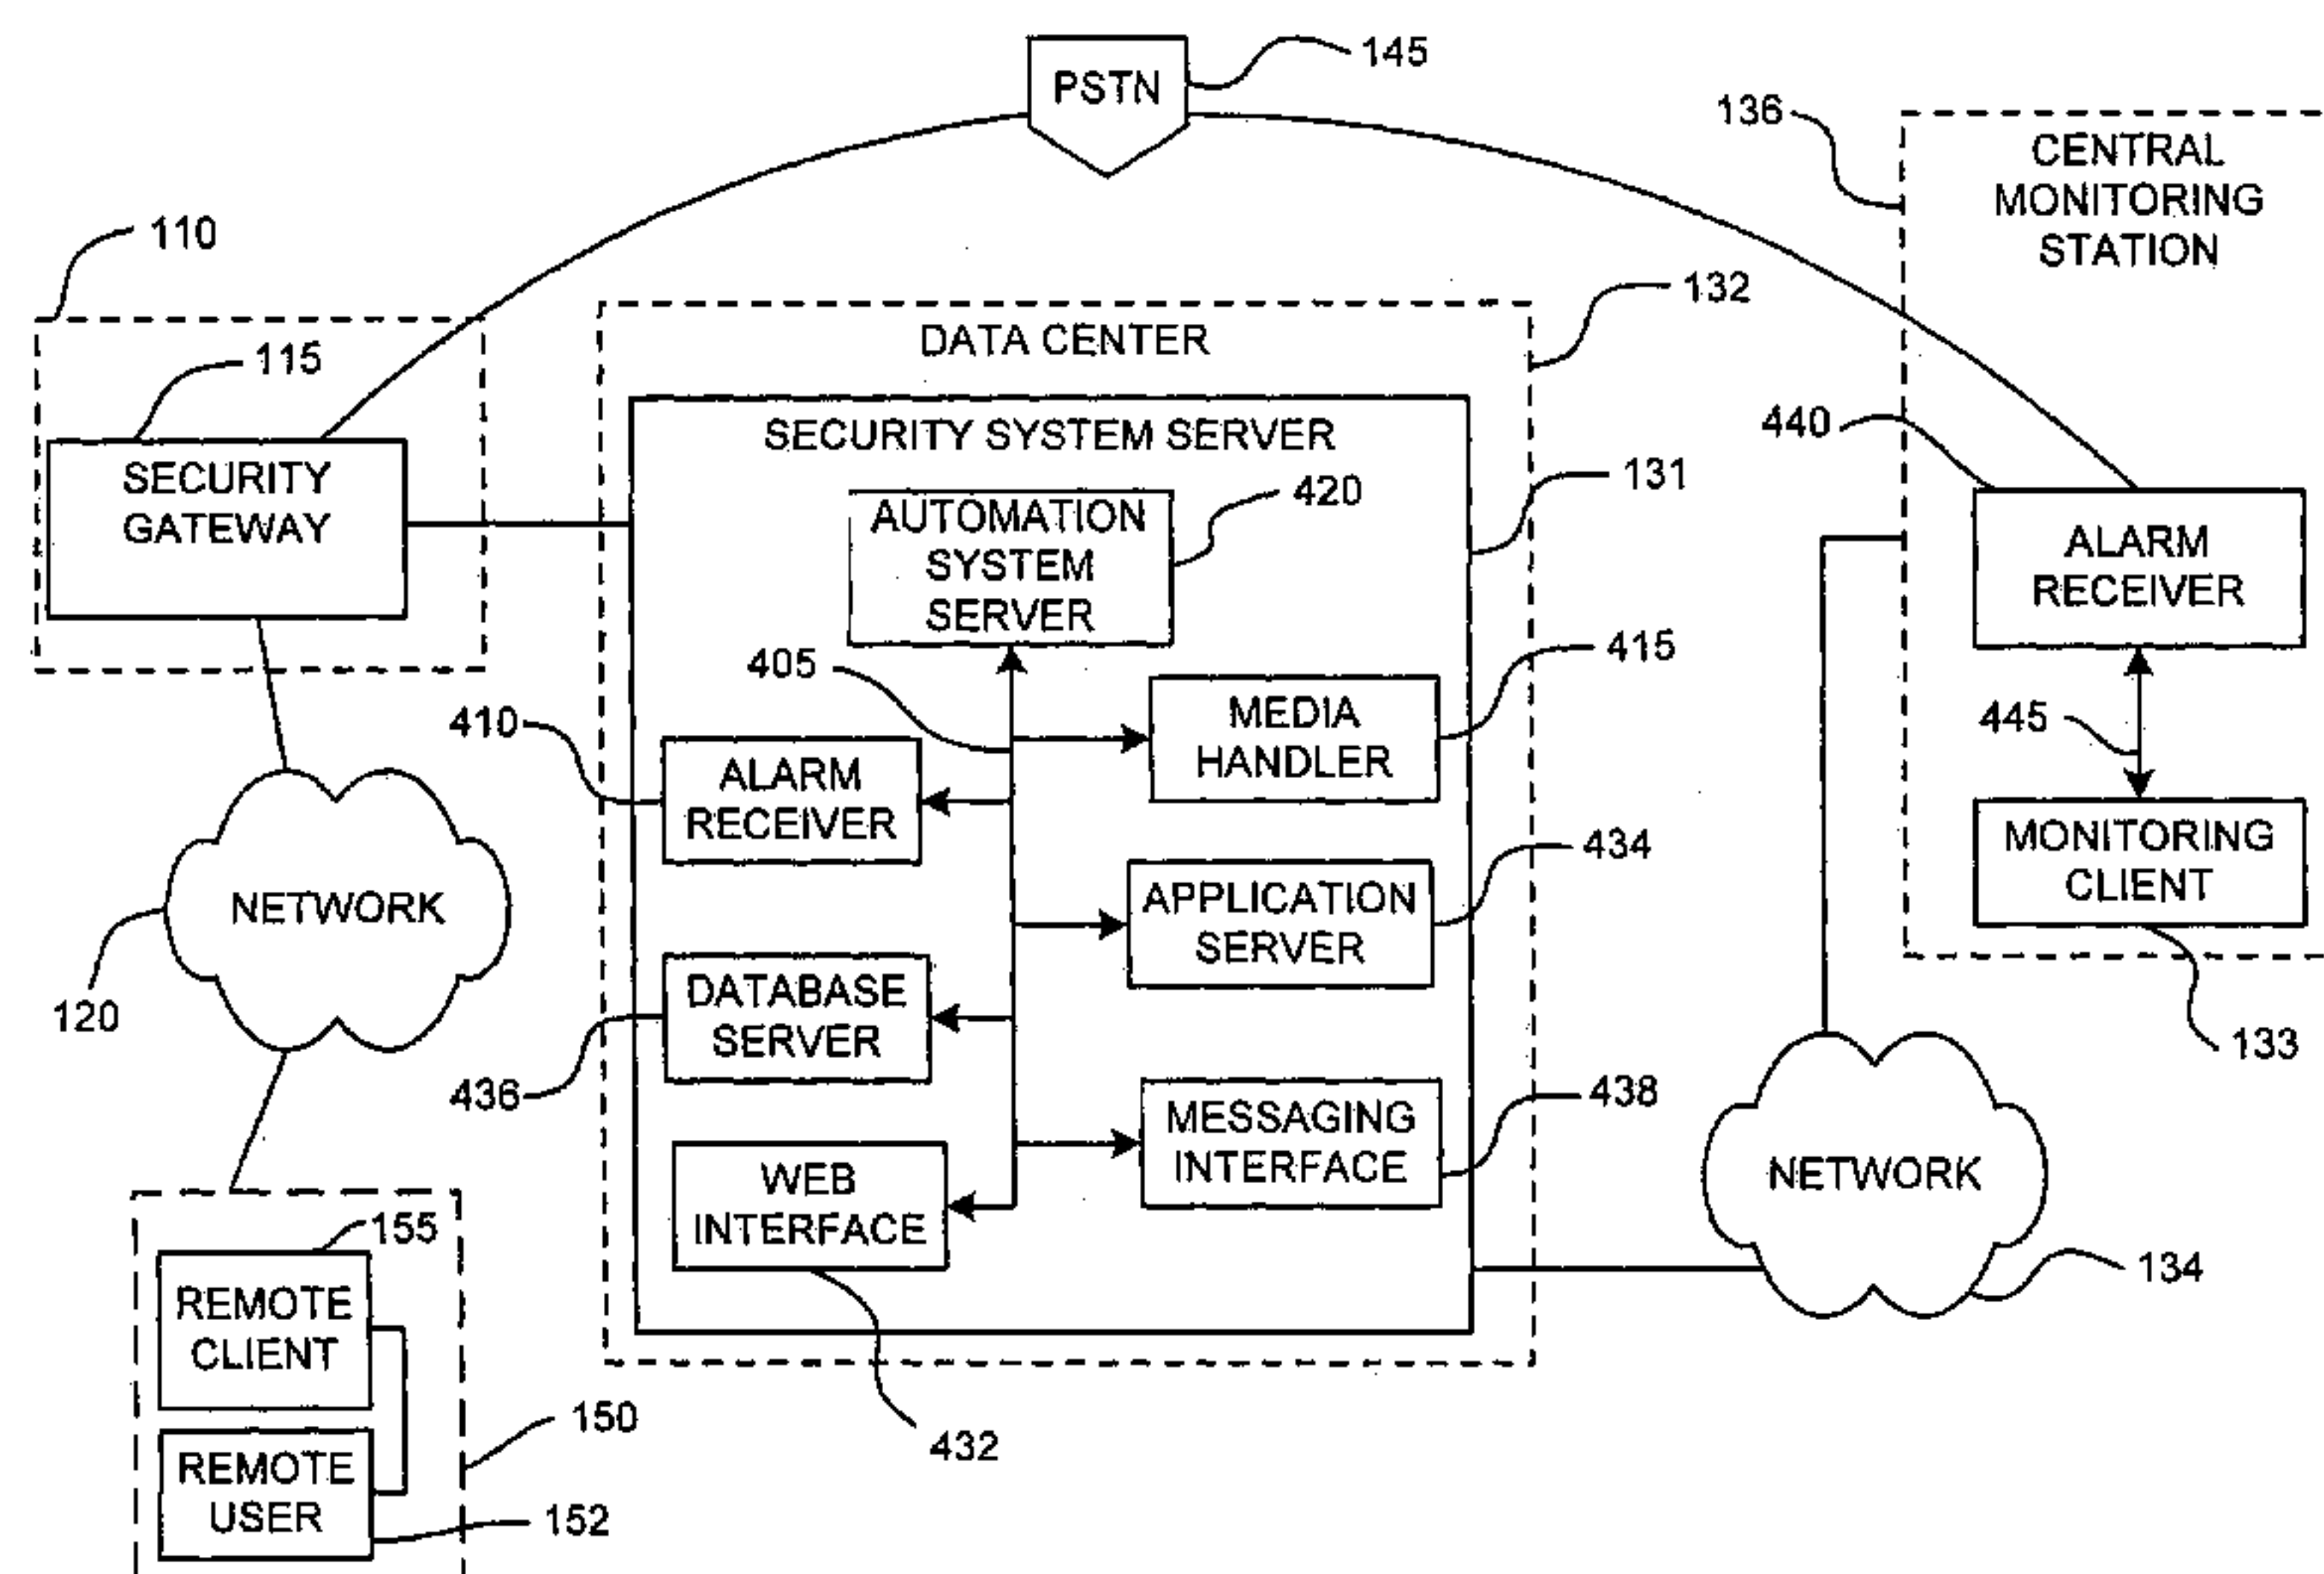 PSTN
145
136
CENTRAL
MONITORING
STATION
110
132
DATA CENTER
115
SECURITY SYSTEM SERVER
440
SECURITY
GATEWAY
131
420
AUTOMATION
SYSTEM
SERVER
ALARM
RECEIVER
405
415
MEDIA
HANDLER
410
445
ALARM
RECEIVER
434
MONITORING
CLIENT
APPLICATION
SERVER
NETWORK
120
DATABASE
SERVER
133
436
438
MESSAGING
INTERFACE
WEB
INTERFACE
NETWORK
155
134
REMOTE
CLIENT
150
432
REMOTE
USER
152